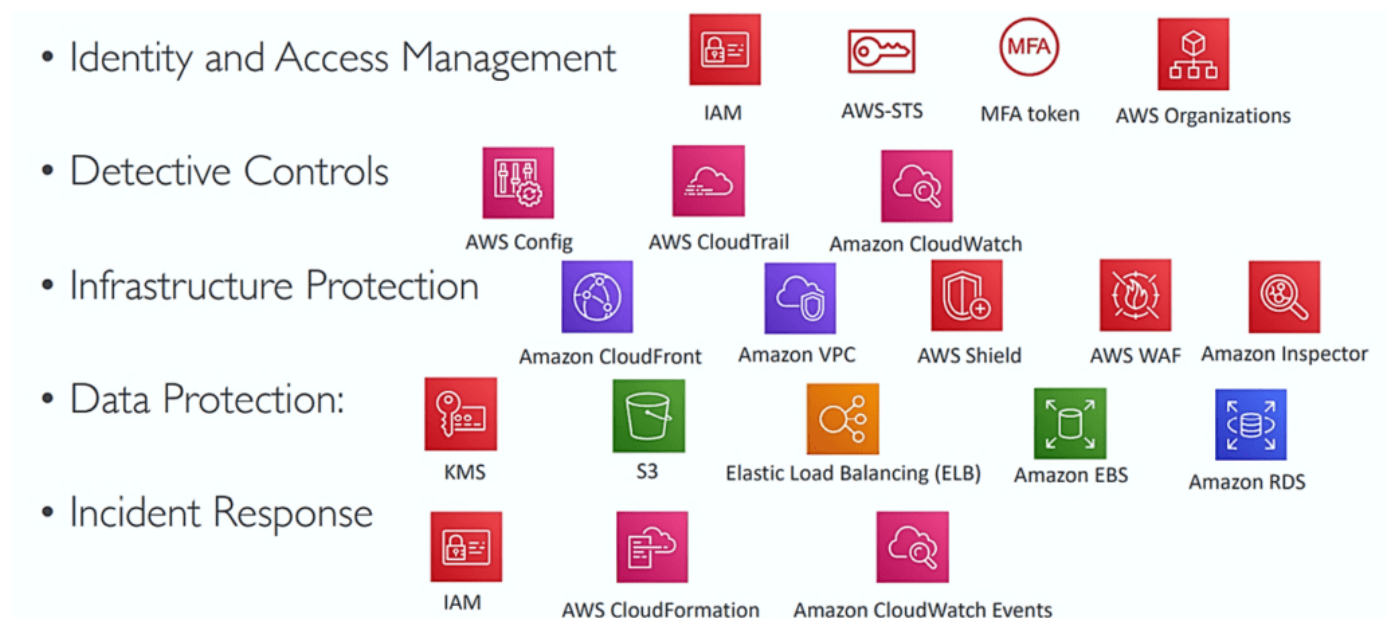 • Identity and Access Management
MFA
IAM
AWS-STS
MFA token
AWS Organizations
• Detective Controls
AWS Config
AWS CloudTrail
Amazon CloudWatch
• Infrastructure Protection
Amazon CloudFront
Amazon VPC
AWS Shield
AWS WAF
Amazon Inspector
• Data Protection:
KMS
S3
Elastic Load Balancing (ELB)
Amazon EBS
Amazon RDS
• Incident Response
IAM
AWS CloudFormation
Amazon CloudWatch Events